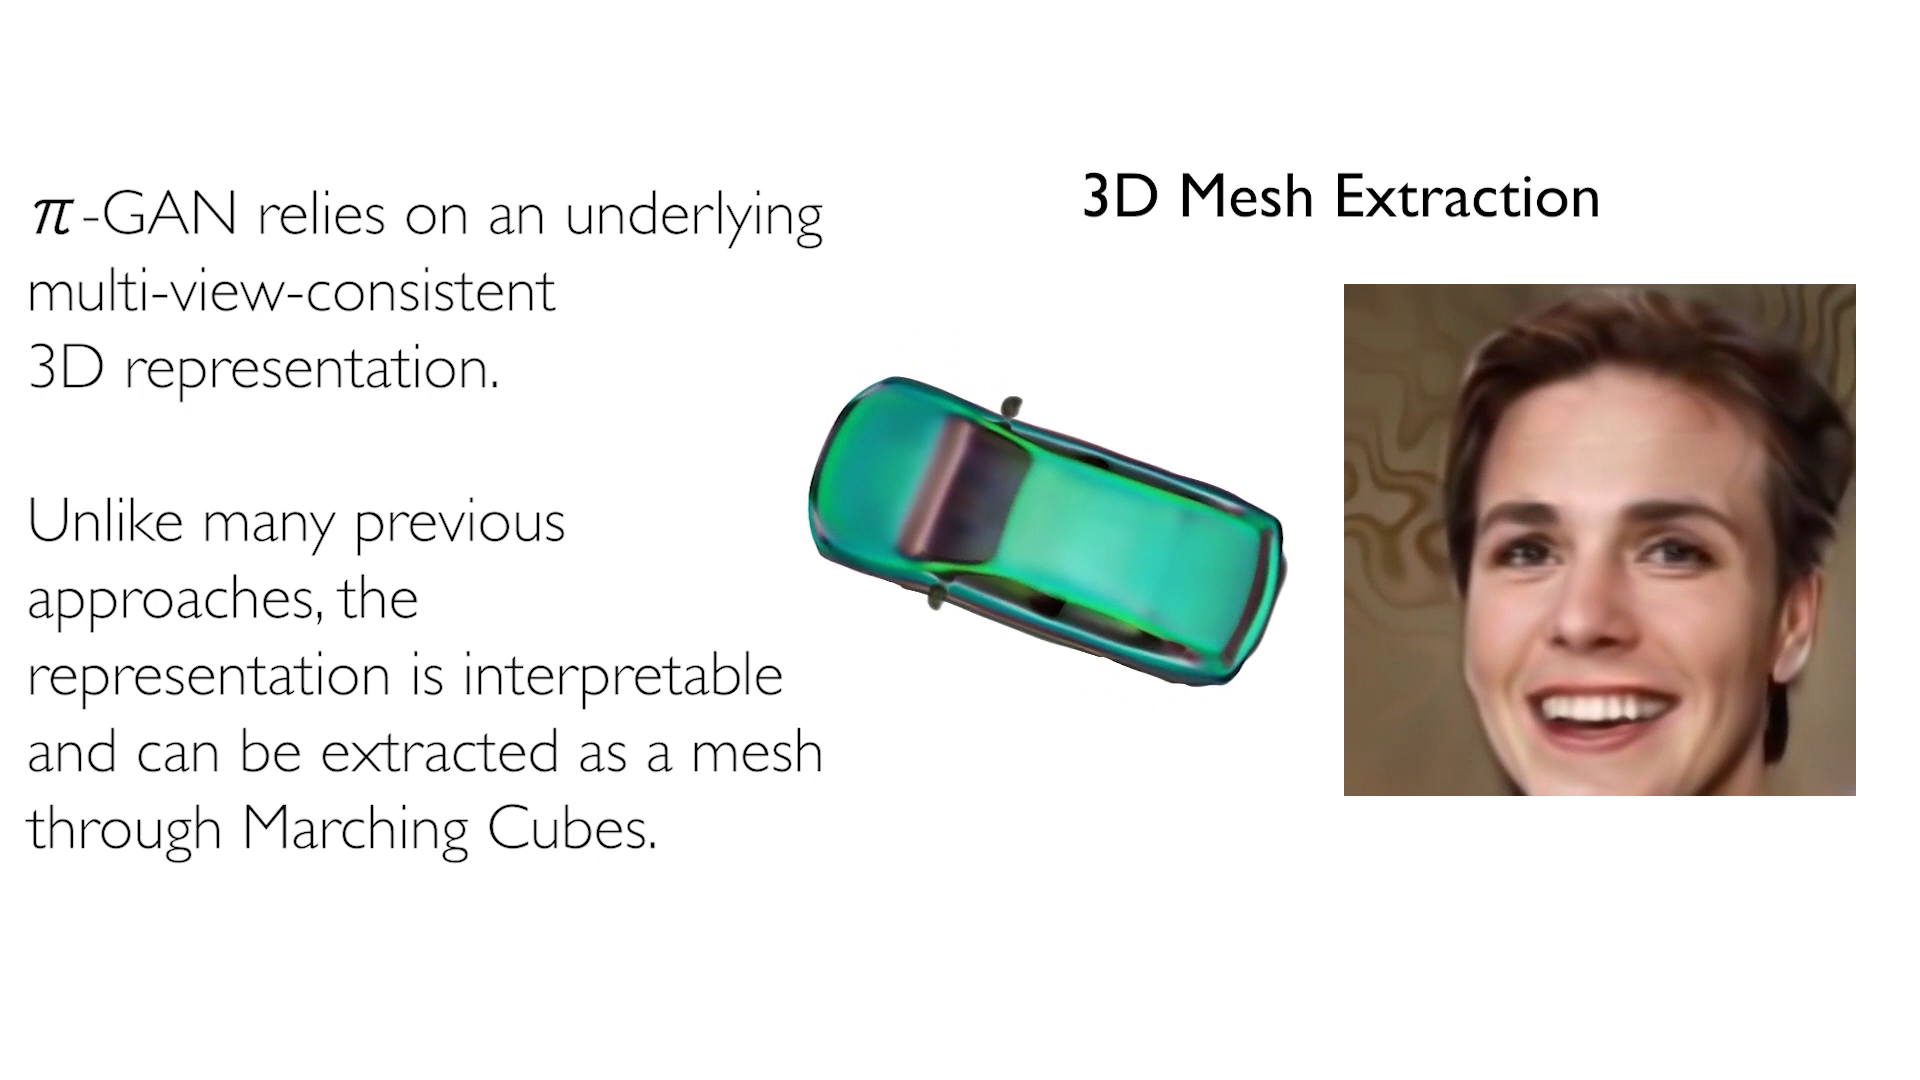 π-GAN relies on an underlying
multi-view-consistent
3D representation.
Unlike many previous
approaches, the
representation is interpretable
and can be extracted as a mesh
through Marching Cubes.
3D Mesh Extraction